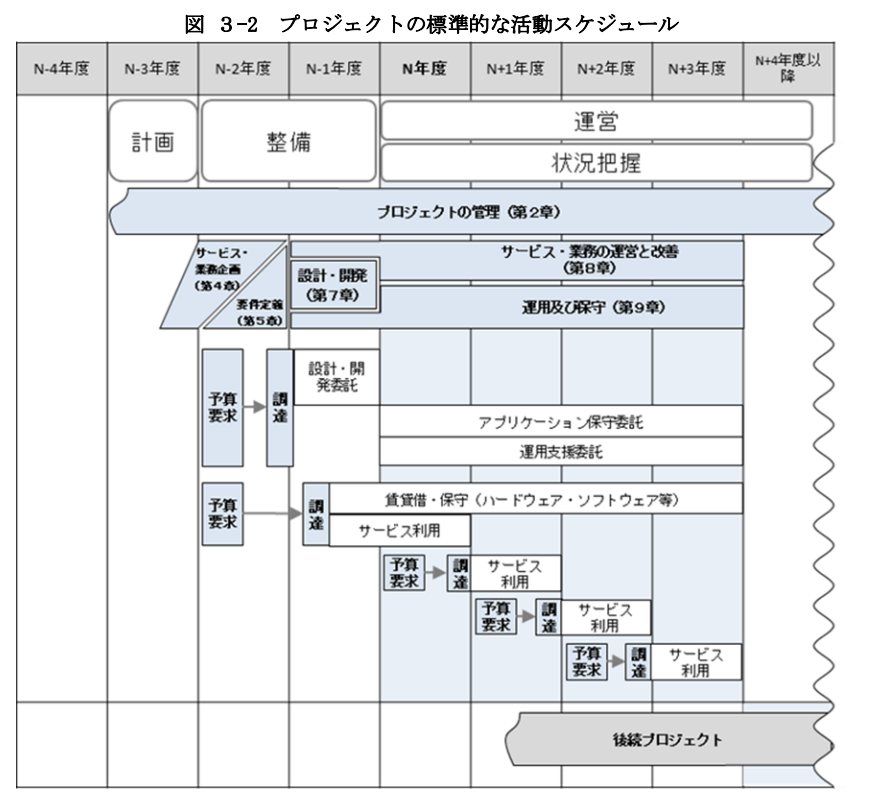 図 3-2 プロジェクトの標準的な活動スケジュール
N-4年度
N-3年度
N-2年度
N-1年度
N年度
N+1年度
N+2年度
N+3年度
N+4年度以
降
計画
整備
運営
状況把握
プロジェクトの管理（第2章）
サービス・
業務企画
（第4章）
要件定義
（第5章）
設計・開発
（第7章）
サービス・業務の運営と改善
（第8章）
運用及び保守（第9章）
予算
要求
調
達
設計・開
発委託
アプリケーション保守委託
運用支援委託
予算
要求
調
達
賃貸借・保守（ハードウェア・ソフトウェア等）
サービス利用
予算
要求
調
達
サービス
利用
予算
要求
調
達
サービス
利用
予算
要求
調
達
サービス
利用
後続プロジェクト